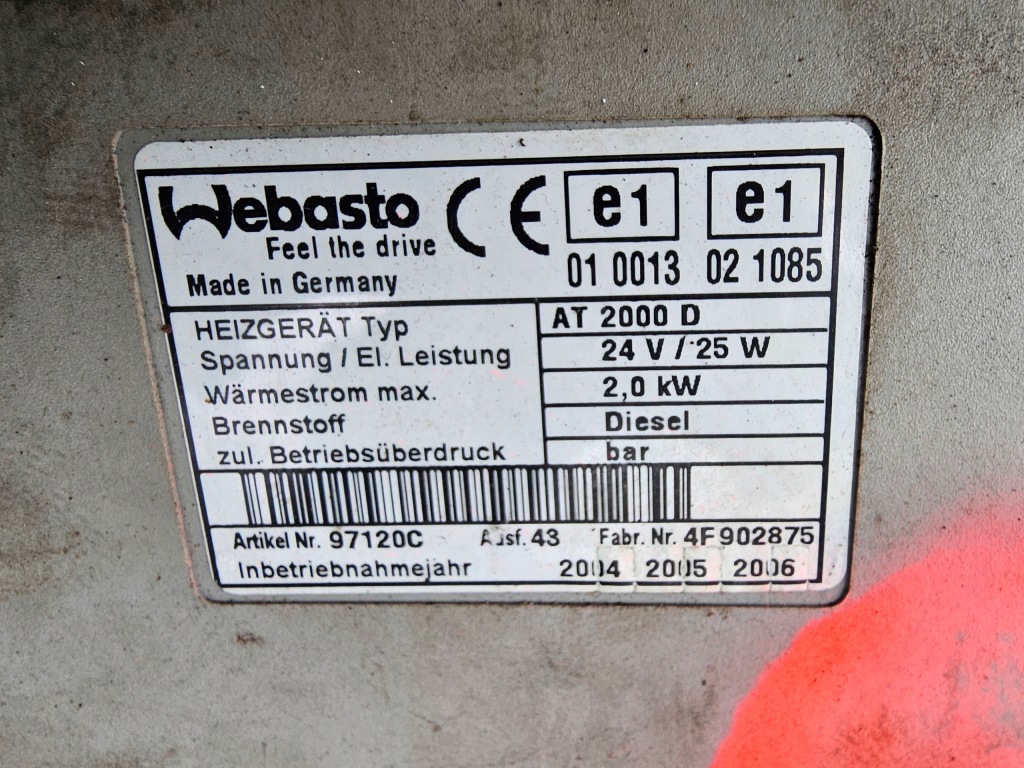 Webasto CE e1 e1
Feel the drive
Made in Germany 01 0013 02 1085
HEIZGERÄT Typ AT 2000 D
Spannung / El. Leistung 24 V / 25 W
Wärmestrom max. 2,0 kW
Brennstoff Diesel
zul. Betriebsüberdruck bar
Artikel Nr. 97120C Ausf. 43 Fabr. Nr. 4F902875
Inbetriebnahmejahr 2004 2005 2006